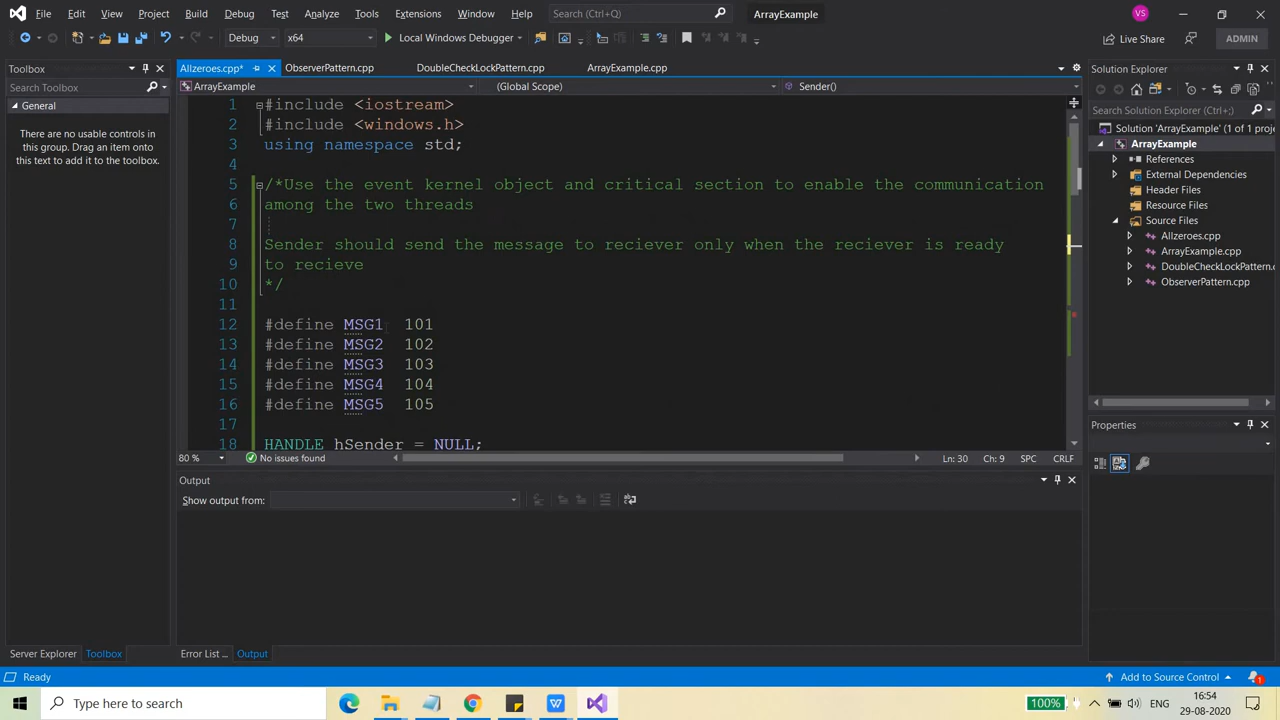 File Edit View Project Build Debug Test Analyze Tools Extensions Window Help Search (Ctrl+Q) ArrayExample VS
Debug x64 Local Windows Debugger Live Share ADMIN
Toolbox
Search Toolbox
General
There are no usable controls in
this group. Drag an item onto
this text to add it to the toolbox.
Allzeroes.cpp* ObserverPattern.cpp DoubleCheckLockPattern.cpp ArrayExample.cpp
ArrayExample (Global Scope) Sender()
1 #include <iostream>
2 #include <windows.h>
3 using namespace std;
4
5 /*Use the event kernel object and critical section to enable the communication
6 among the two threads
7
8 Sender should send the message to reciever only when the reciever is ready
9 to recieve
10 */
11
12 #define MSG1 101
13 #define MSG2 102
14 #define MSG3 103
15 #define MSG4 104
16 #define MSG5 105
17
18 HANDLE hSender = NULL;
80 % No issues found Ln: 30 Ch: 9 SPC CRLF
Output
Show output from:
Solution Explorer
Search Solution Explorer (Ctrl+
Solution 'ArrayExample' (1 of 1 proje
ArrayExample
References
External Dependencies
Header Files
Resource Files
Source Files
Allzeroes.cpp
ArrayExample.cpp
DoubleCheckLockPattern.c
ObserverPattern.cpp
Properties
Server Explorer Toolbox
Error List ... Output
Ready Add to Source Control 1
Type here to search
100% ENG 16:54
29-08-2020